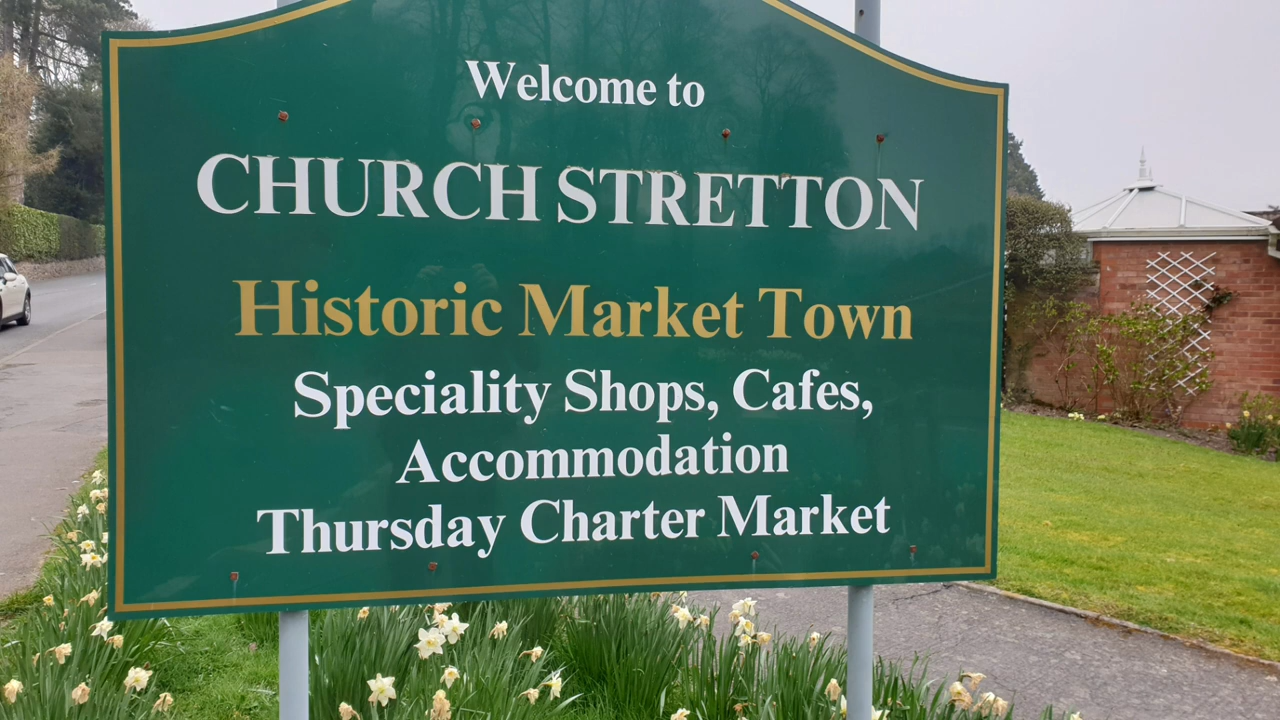 Welcome to
CHURCH STRETTON
Historic Market Town
Speciality Shops, Cafes,
Accommodation
Thursday Charter Market